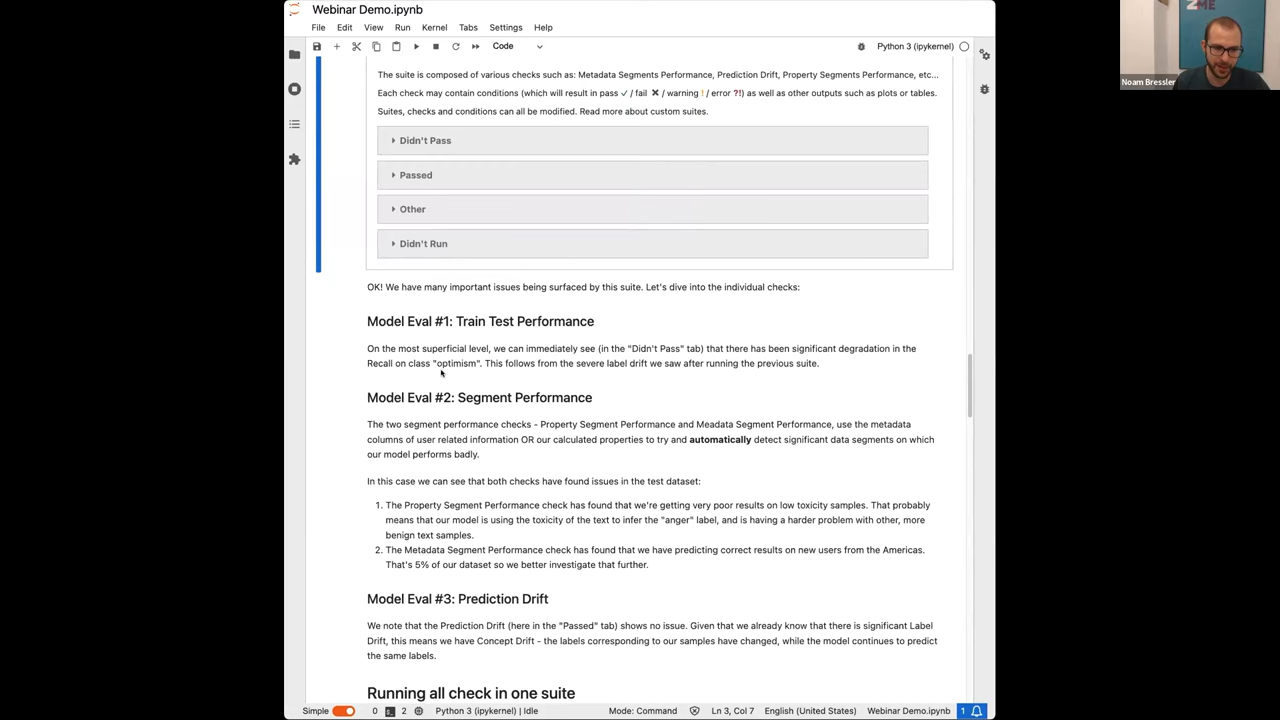 Webinar Demo.ipynb
File Edit View Run Kernel Tabs Settings Help
Code
Python 3 (ipykernel)
Noam Bressler
The suite is composed of various checks such as: Metadata Segments Performance, Prediction Drift, Property Segments Performance, etc...
Each check may contain conditions (which will result in pass ✓ / fail ✖ / warning ! / error ?!) as well as other outputs such as plots or tables.
Suites, checks and conditions can all be modified. Read more about custom suites.
Didn't Pass
Passed
Other
Didn't Run
OK! We have many important issues being surfaced by this suite. Let's dive into the individual checks:
Model Eval #1: Train Test Performance
On the most superficial level, we can immediately see (in the "Didn't Pass" tab) that there has been significant degradation in the
Recall on class "optimism". This follows from the severe label drift we saw after running the previous suite.
Model Eval #2: Segment Performance
The two segment performance checks - Property Segment Performance and Meadata Segment Performance, use the metadata
columns of user related information OR our calculated properties to try and automatically detect significant data segments on which
our model performs badly.
In this case we can see that both checks have found issues in the test dataset:
1. The Property Segment Performance check has found that we're getting very poor results on low toxicity samples. That probably
means that our model is using the toxicity of the text to infer the "anger" label, and is having a harder problem with other, more
benign text samples.
2. The Metadata Segment Performance check has found that we have predicting correct results on new users from the Americas.
That's 5% of our dataset so we better investigate that further.
Model Eval #3: Prediction Drift
We note that the Prediction Drift (here in the "Passed" tab) shows no issue. Given that we already know that there is significant Label
Drift, this means we have Concept Drift - the labels corresponding to our samples have changed, while the model continues to predict
the same labels.
Running all check in one suite
Simple 0 2 Python 3 (ipykernel) | Idle Mode: Command Ln 3, Col 7 English (United States) Webinar Demo.ipynb 1